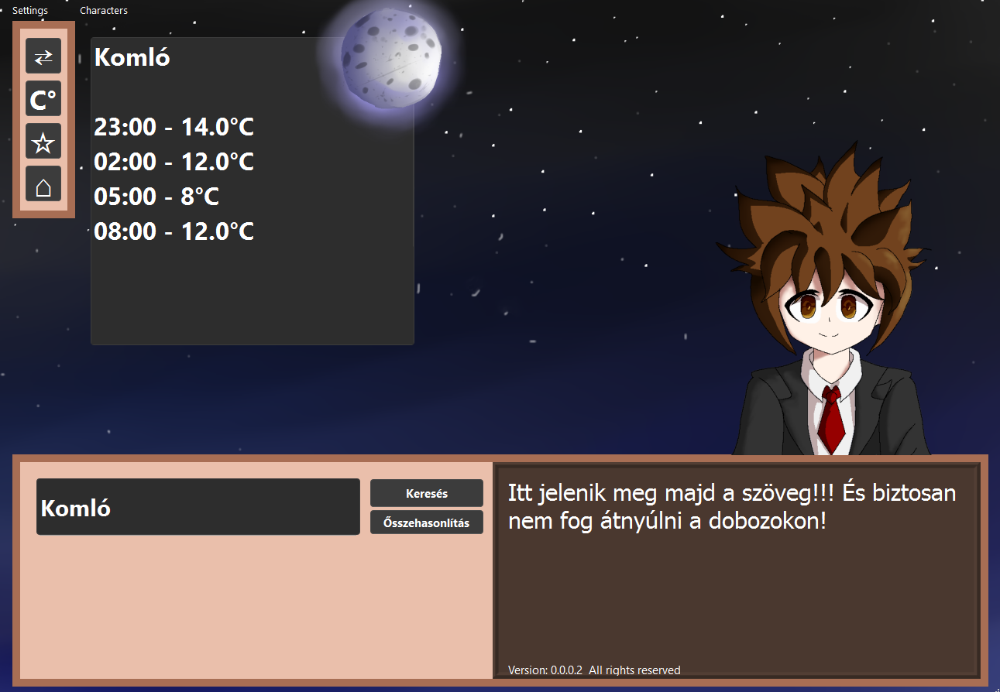 Settings
Characters
⇄
C°
☆
⌂
Komló
23:00 - 14.0°C
02:00 - 12.0°C
05:00 - 8°C
08:00 - 12.0°C
Komló
Keresés
Összehasonlítás
Itt jelenik meg majd a szöveg!!! És biztosan
nem fog átnyúlni a dobozokon!
Version: 0.0.0.2 All rights reserved